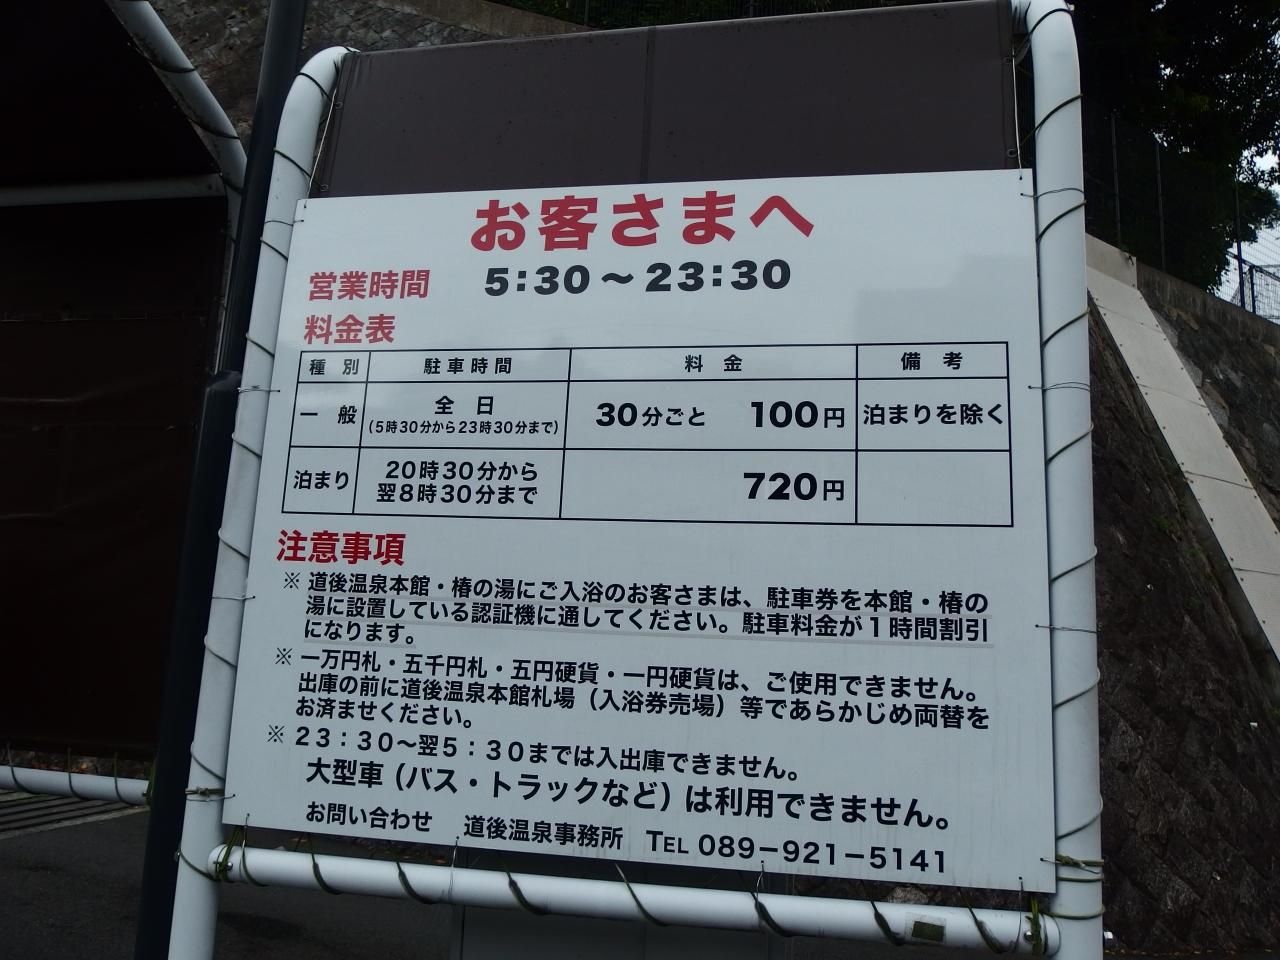 お客さまへ
営業時間 5:30～23:30
料金表
種別 駐車時間 料金 備考
一般 全日 (5時30分から23時30分まで) 30分ごと 100円 泊まりを除く
泊まり 20時30分から 翌8時30分まで 720円
注意事項
※ 道後温泉本館・椿の湯にご入浴のお客さまは、駐車券を本館・椿の
湯に設置している認証機に通してください。駐車料金が１時間割引
になります。
※ 一万円札・五千円札・五円硬貨・一円硬貨は、ご使用できません。
出庫の前に道後温泉本館札場（入浴券売場）等であらかじめ両替を
お済ませください。
※ ２３：３０～翌５：３０までは入出庫できません。
大型車（バス・トラックなど）は利用できません。
お問い合わせ 道後温泉事務所 TEL 089－921－5141